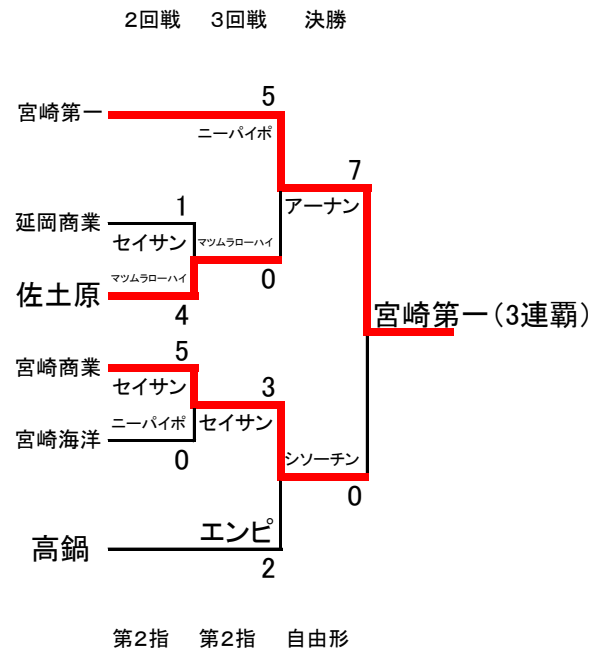 ２回戦 ３回戦 決勝
5
宮崎第一
ニーパイポ
7
1
アーナン
延岡商業
セイサン マツムラローハイ
マツムラローハイ
0
佐土原
4
宮崎第一（3連覇）
5
宮崎商業
セイサン
3
ニーパイポ セイサン
宮崎海洋
0
シソーチン
0
エンピ
高鍋
2
第２指 第２指 自由形